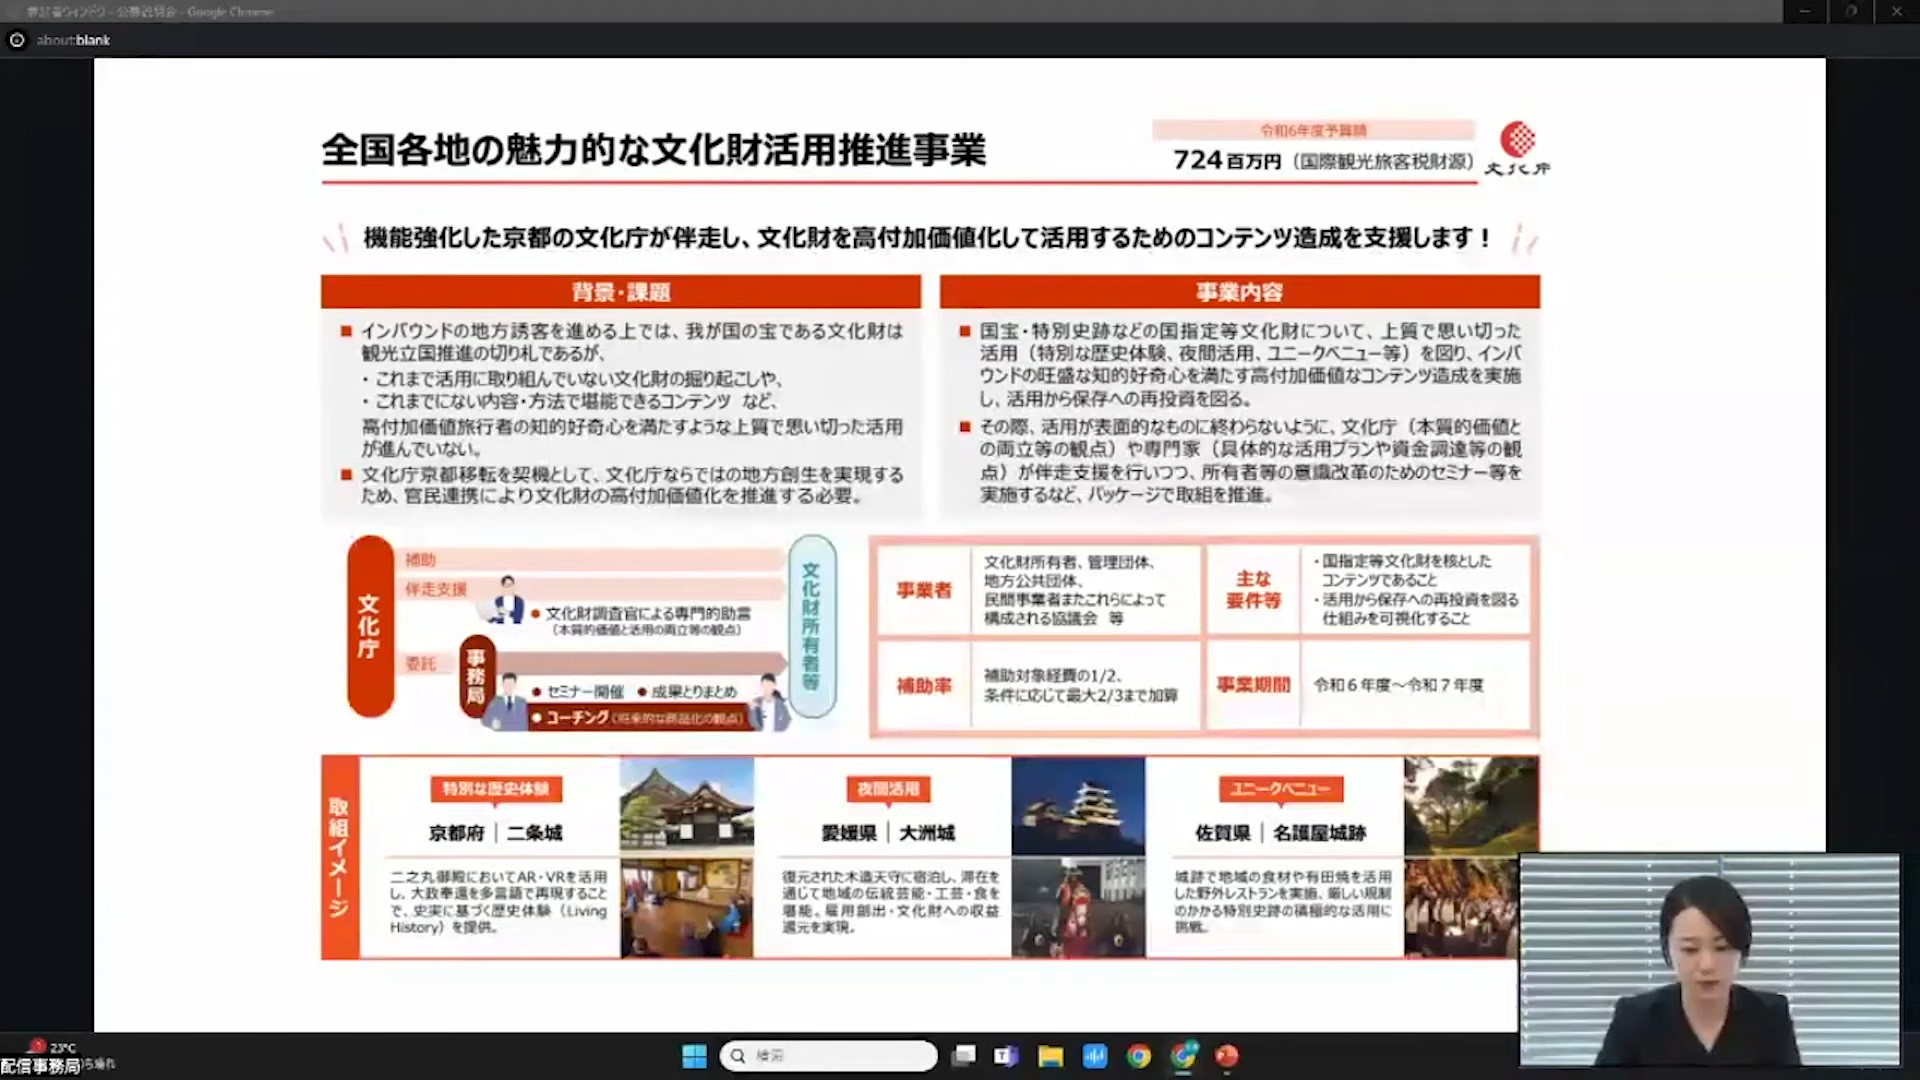 about:blank
全国各地の魅力的な文化財活用推進事業
令和6年度予算額
724百万円（国際観光旅客税財源）
文化庁
機能強化した京都の文化庁が伴走し、文化財を高付加価値化して活用するためのコンテンツ造成を支援します！
背景・課題
■ インバウンドの地方誘客を進める上では、我が国の宝である文化財は
観光立国推進の切り札であるが、
・これまで活用に取り組んでいない文化財の掘り起こしや、
・これまでにない内容・方法で堪能できるコンテンツ など、
高付加価値旅行者の知的好奇心を満たすような上質で思い切った活用
が進んでいない。
■ 文化庁京都移転を契機として、文化庁ならではの地方創生を実現する
ため、官民連携により文化財の高付加価値化を推進する必要。
事業内容
■ 国宝・特別史跡などの国指定等文化財について、上質で思い切った
活用（特別な歴史体験、夜間活用、ユニークベニュー等）を図り、インバ
ウンドの旺盛な知的好奇心を満たす高付加価値なコンテンツ造成を実施
し、活用から保存への再投資を図る。
■ その際、活用が表面的なものに終わらないように、文化庁（本質的価値と
の両立等の観点）や専門家（具体的な活用プランや資金調達等の観
点）が伴走支援を行いつつ、所有者等の意識改革のためのセミナー等を
実施するなど、パッケージで取組を推進。
文化庁
補助
伴走支援
● 文化財調査官による専門的助言
（本質的価値と活用の両立等の観点）
委託
事務局
● セミナー開催 ● 成果とりまとめ
● コーチング（将来的な商品化の観点）
文化財所有者等
事業者
文化財所有者、管理団体、
地方公共団体、
民間事業者またこれらによって
構成される協議会 等
主な
要件等
・国指定等文化財を核とした
コンテンツであること
・活用から保存への再投資を図る
仕組みを可視化すること
補助率
補助対象経費の1/2、
条件に応じて最大2/3まで加算
事業期間
令和６年度～令和７年度
取組イメージ
特別な歴史体験
京都府｜二条城
二之丸御殿においてAR・VRを活用
し、大政奉還を多言語で再現すること
で、史実に基づく歴史体験（Living
History）を提供。
夜間活用
愛媛県｜大洲城
復元された木造天守に宿泊し、滞在を
通じて地域の伝統芸能・工芸・食を
堪能。雇用創出・文化財への収益
還元を実現。
ユニークベニュー
佐賀県｜名護屋城跡
城跡で地域の食材や有田焼を活用
した野外レストランを実施。厳しい規制
のかかる特別史跡の積極的な活用に
挑戦。
23℃
配信事務局
検索